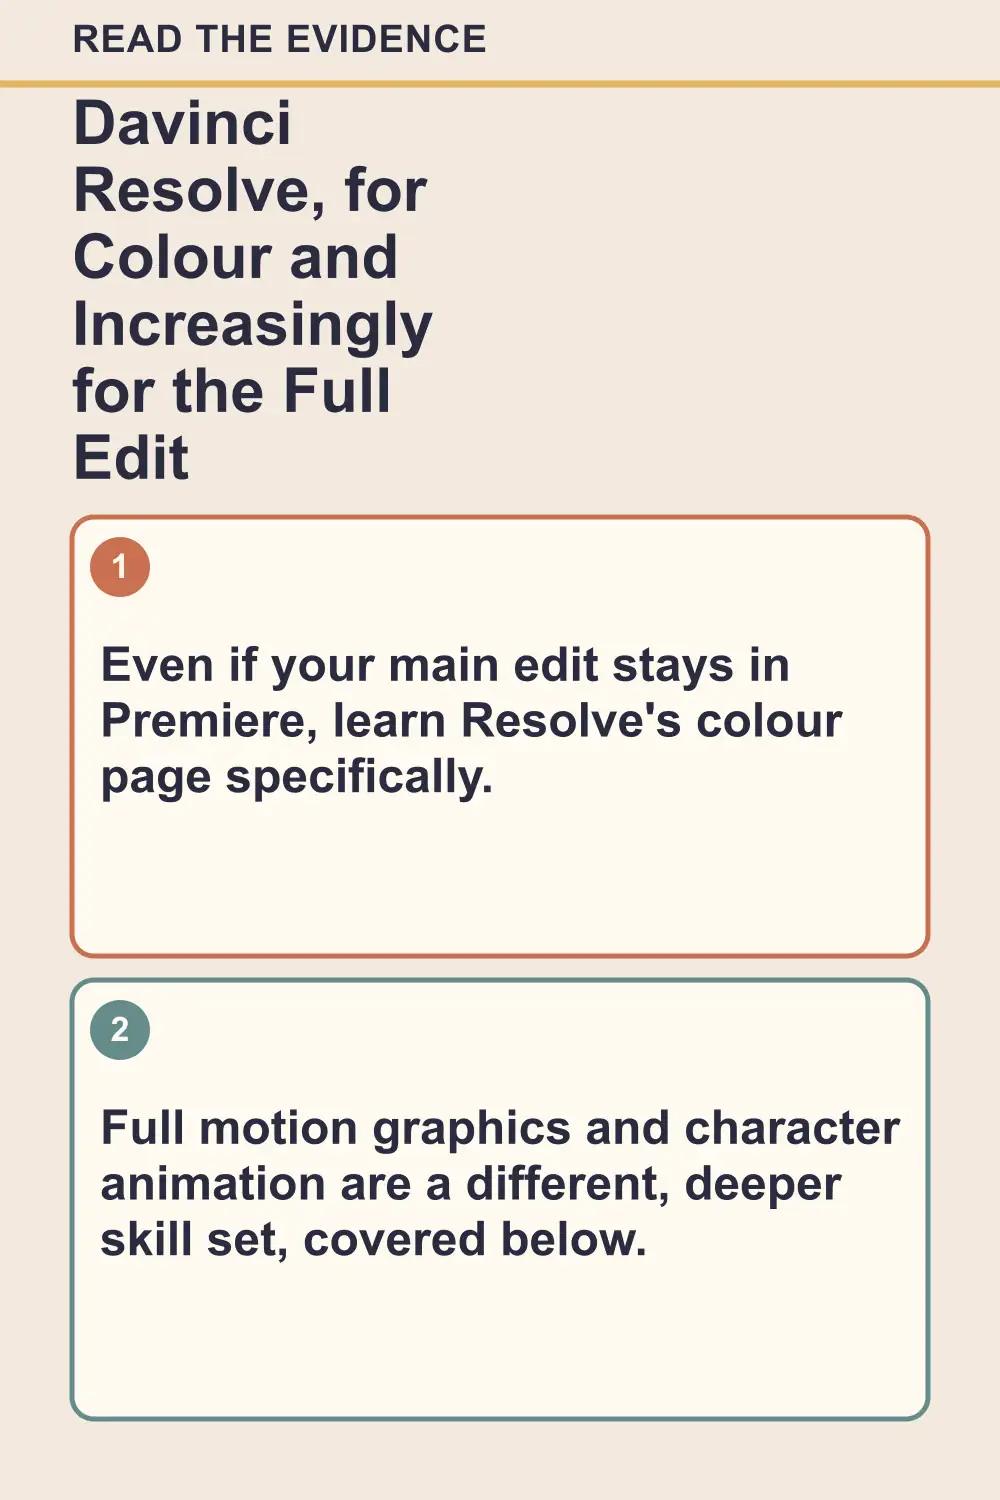 READ THE EVIDENCE
Davinci
Resolve, for
Colour and
Increasingly
for the Full
Edit
1
Even if your main edit stays in
Premiere, learn Resolve's colour
page specifically.
2
Full motion graphics and character
animation are a different, deeper
skill set, covered below.